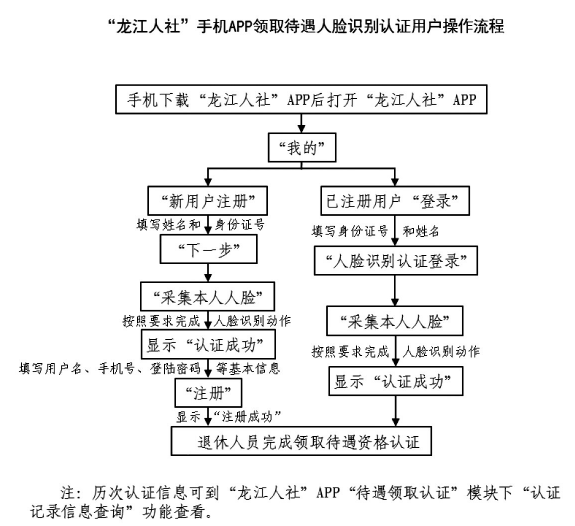 “龙江人社”手机APP领取待遇人脸识别认证用户操作流程
手机下载“龙江人社”APP后打开“龙江人社”APP
“我的”
“新用户注册”
填写姓名和 身份证号
“下一步”
“采集本人人脸”
按照要求完成 人脸识别动作
显示“认证成功”
填写用户名、手机号、登陆密码 等基本信息
“注册”
显示 “注册成功”
已注册用户“登录”
填写身份证号 和姓名
“人脸识别认证登录”
“采集本人人脸”
按照要求完成 人脸识别动作
显示“认证成功”
退休人员完成领取待遇资格认证
注：历次认证信息可到“龙江人社”APP“待遇领取认证”模块下“认证
记录信息查询”功能查看。